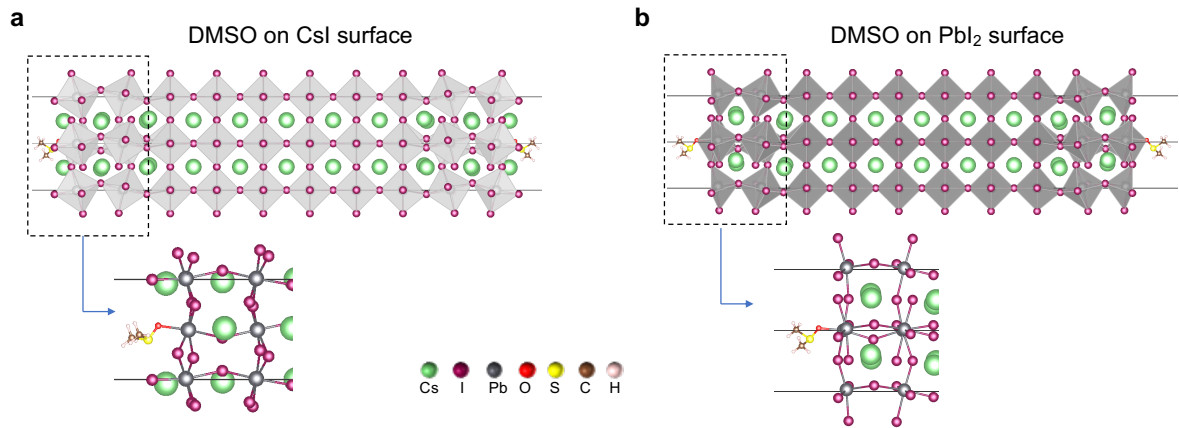 a
DMSO on CsI surface
b
DMSO on PbI₂ surface
Cs I Pb O S C H